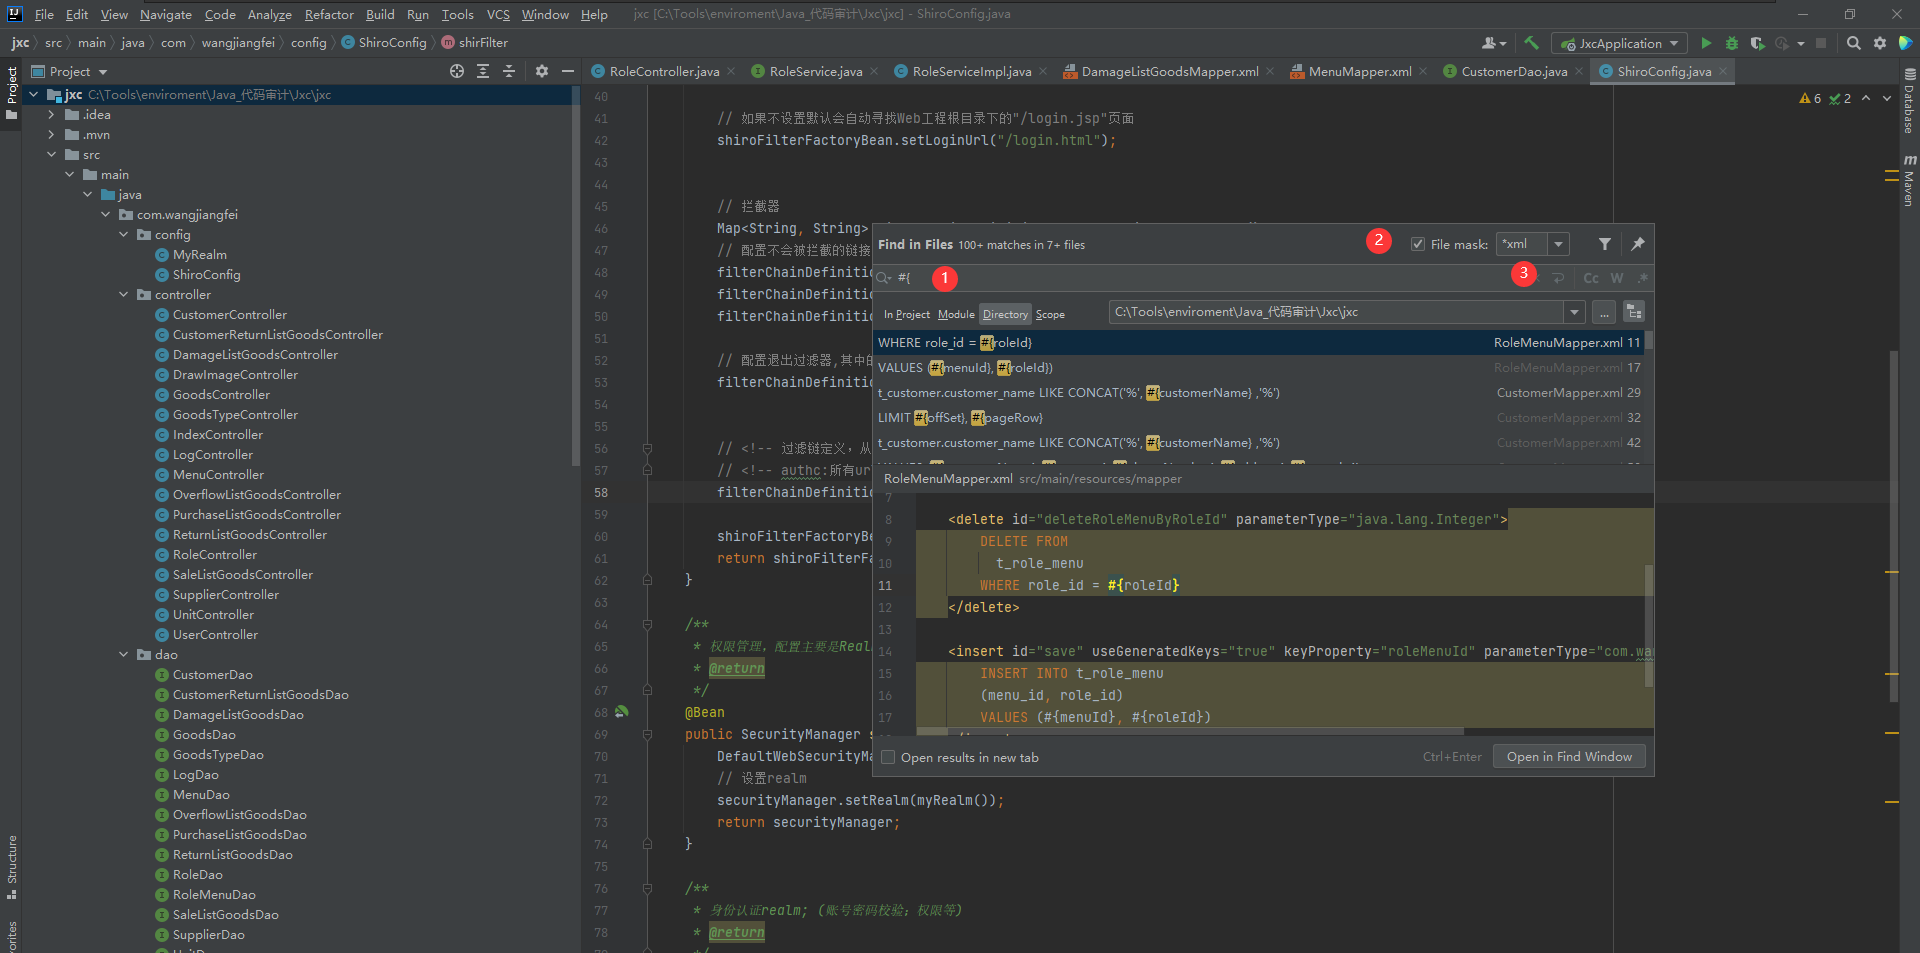 File Edit View Navigate Code Analyze Refactor Build Run Tools VCS Window Help jxc [C:\Tools\enviroment\Java_代码审计\Jxc\jxc] - ShiroConfig.java
jxc src main java com wangjiangfei config ShiroConfig shirFilter JxcApplication
Project
RoleController.java RoleService.java RoleServiceImpl.java DamageListGoodsMapper.xml MenuMapper.xml CustomerDao.java ShiroConfig.java
Project
Structure
Database
Maven
6 2
jxc C:\Tools\enviroment\Java_代码审计\Jxc\jxc
.idea
.mvn
src
main
java
com.wangjiangfei
config
MyRealm
ShiroConfig
controller
CustomerController
CustomerReturnListGoodsController
DamageListGoodsController
DrawImageController
GoodsController
GoodsTypeController
IndexController
LogController
MenuController
OverflowListGoodsController
PurchaseListGoodsController
ReturnListGoodsController
RoleController
SaleListGoodsController
SupplierController
UnitController
UserController
dao
CustomerDao
CustomerReturnListGoodsDao
DamageListGoodsDao
GoodsDao
GoodsTypeDao
LogDao
MenuDao
OverflowListGoodsDao
PurchaseListGoodsDao
ReturnListGoodsDao
RoleDao
RoleMenuDao
SaleListGoodsDao
SupplierDao
40
41 // 如果不设置默认会自动寻找Web工程根目录下的"/login.jsp"页面
42 shiroFilterFactoryBean.setLoginUrl("/login.html");
43
44
45 // 拦截器
46 Map<String, String>
47 // 配置不会被拦截的链接
48 filterChainDefinitio
49 filterChainDefinitio
50 filterChainDefinitio
51
52 // 配置退出过滤器,其中的
53 filterChainDefinitio
54
55
56 // <!-- 过滤链定义，从
57 // <!-- authc:所有ur
58 filterChainDefinitio
59
60 shiroFilterFactoryBe
61 return shiroFilterFa
62 }
63
64 /**
65 * 权限管理，配置主要是Real
66 * @return
67 */
68 @Bean
69 public SecurityManager s
70 DefaultWebSecurityMa
71 // 设置realm
72 securityManager.setRealm(myRealm());
73 return securityManager;
74 }
75
76 /**
77 * 身份认证realm; (账号密码校验；权限等)
78 * @return
Find in Files 100+ matches in 7+ files 2 File mask: *xml
#{ 1 3 Cc W .*
In Project Module Directory Scope C:\Tools\enviroment\Java_代码审计\Jxc\jxc ...
WHERE role_id = #{roleId} RoleMenuMapper.xml 11
VALUES (#{menuId}, #{roleId}) RoleMenuMapper.xml 17
t_customer.customer_name LIKE CONCAT('%', #{customerName} ,'%') CustomerMapper.xml 29
LIMIT #{offSet}, #{pageRow} CustomerMapper.xml 32
t_customer.customer_name LIKE CONCAT('%', #{customerName} ,'%') CustomerMapper.xml 42
RoleMenuMapper.xml src/main/resources/mapper
7
8 <delete id="deleteRoleMenuByRoleId" parameterType="java.lang.Integer">
9 DELETE FROM
10 t_role_menu
11 WHERE role_id = #{roleId}
12 </delete>
13
14 <insert id="save" useGeneratedKeys="true" keyProperty="roleMenuId" parameterType="com.wa
15 INSERT INTO t_role_menu
16 (menu_id, role_id)
17 VALUES (#{menuId}, #{roleId})
Open results in new tab Ctrl+Enter Open in Find Window